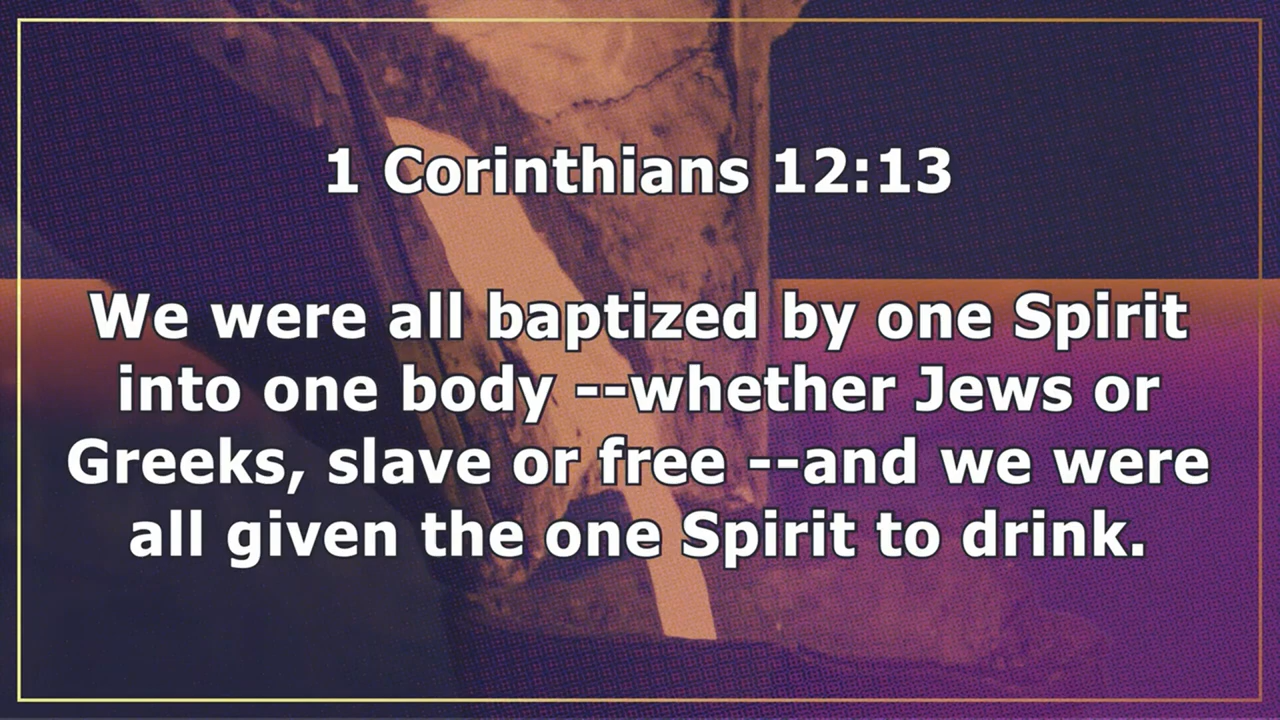 1 Corinthians 12:13
We were all baptized by one Spirit
into one body --whether Jews or
Greeks, slave or free --and we were
all given the one Spirit to drink.